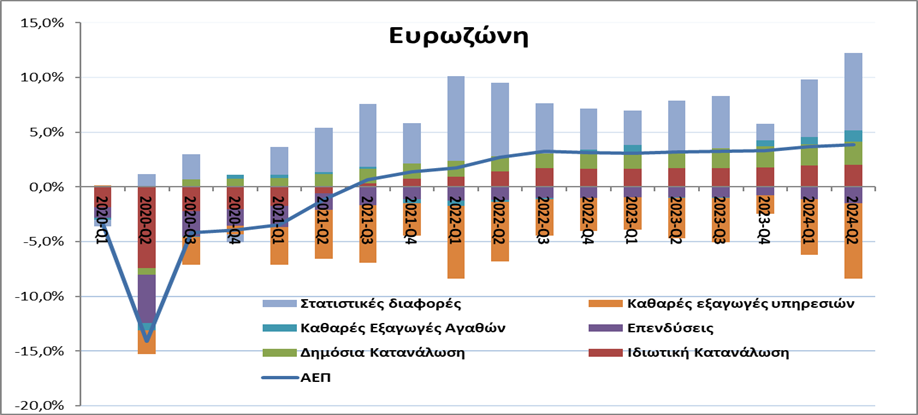 Ευρωζώνη
15,0%
10,0%
5,0%
0,0%
-5,0%
-10,0%
-15,0%
-20,0%
2020-Q1
2020-Q2
2020-Q3
2020-Q4
2021-Q1
2021-Q2
2021-Q3
2021-Q4
2022-Q1
2022-Q2
2022-Q3
2022-Q4
2023-Q1
2023-Q2
2023-Q3
2023-Q4
2024-Q1
2024-Q2
Στατιστικές διαφορές
Καθαρές εξαγωγές υπηρεσιών
Καθαρές Εξαγωγές Αγαθών
Επενδύσεις
Δημόσια Κατανάλωση
Ιδιωτική Κατανάλωση
ΑΕΠ